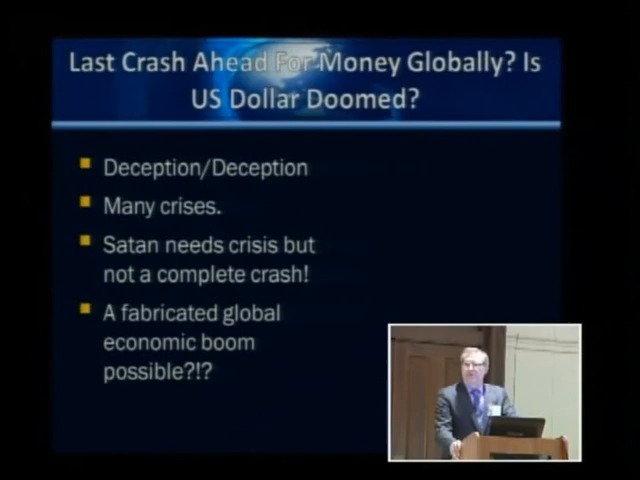 Last Crash Ahead For Money Globally? Is
US Dollar Doomed?
Deception/Deception
Many crises.
Satan needs crisis but
not a complete crash!
A fabricated global
economic boom
possible?!?